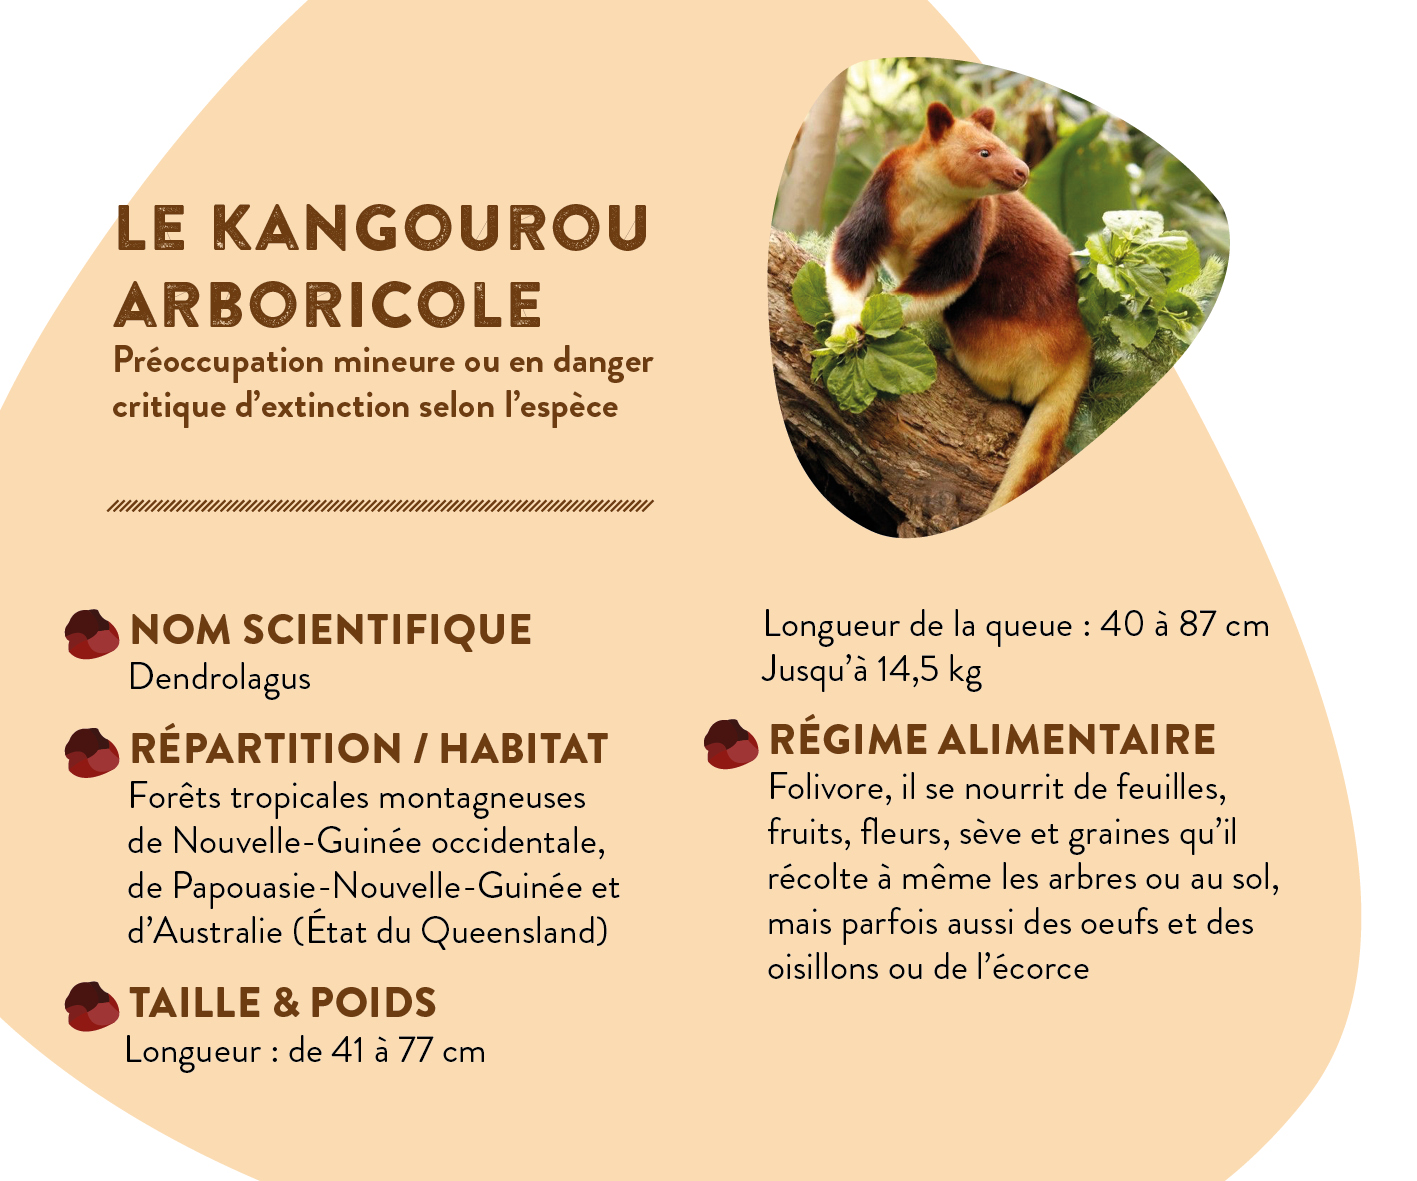 LE KANGOUROU
ARBORICOLE
Préoccupation mineure ou en danger
critique d’extinction selon l’espèce
NOM SCIENTIFIQUE
Dendrolagus
RÉPARTITION / HABITAT
Forêts tropicales montagneuses
de Nouvelle-Guinée occidentale,
de Papouasie-Nouvelle-Guinée et
d’Australie (État du Queensland)
TAILLE & POIDS
Longueur : de 41 à 77 cm
Longueur de la queue : 40 à 87 cm
Jusqu’à 14,5 kg
RÉGIME ALIMENTAIRE
Folivore, il se nourrit de feuilles,
fruits, fleurs, sève et graines qu’il
récolte à même les arbres ou au sol,
mais parfois aussi des oeufs et des
oisillons ou de l’écorce